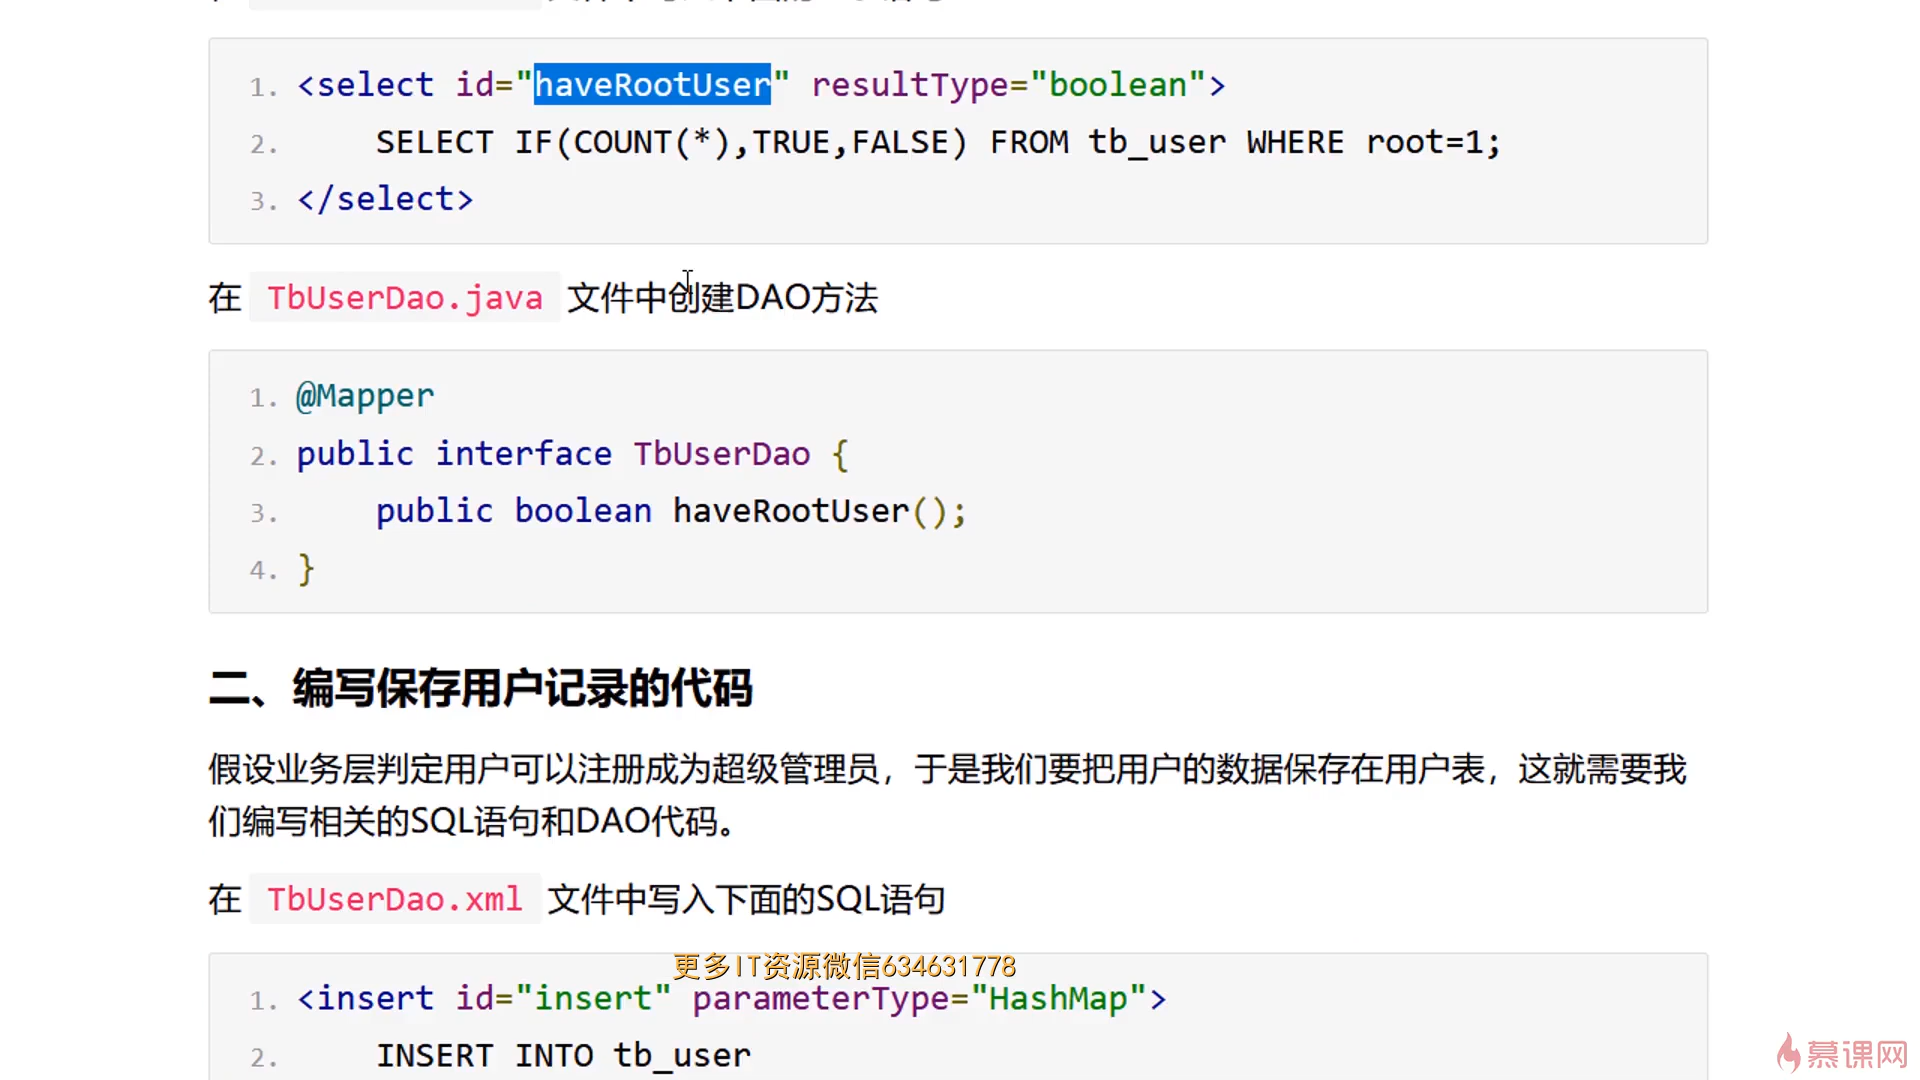 1. <select id="haveRootUser" resultType="boolean">
2. SELECT IF(COUNT(*),TRUE,FALSE) FROM tb_user WHERE root=1;
3. </select>
在 TbUserDao.java 文件中创建DAO方法
1. @Mapper
2. public interface TbUserDao {
3. public boolean haveRootUser();
4. }
二、编写保存用户记录的代码
假设业务层判定用户可以注册成为超级管理员，于是我们要把用户的数据保存在用户表，这就需要我
们编写相关的SQL语句和DAO代码。
在 TbUserDao.xml 文件中写入下面的SQL语句
更多IT资源微信634631778
1. <insert id="insert" parameterType="HashMap">
2. INSERT INTO tb_user
慕课网